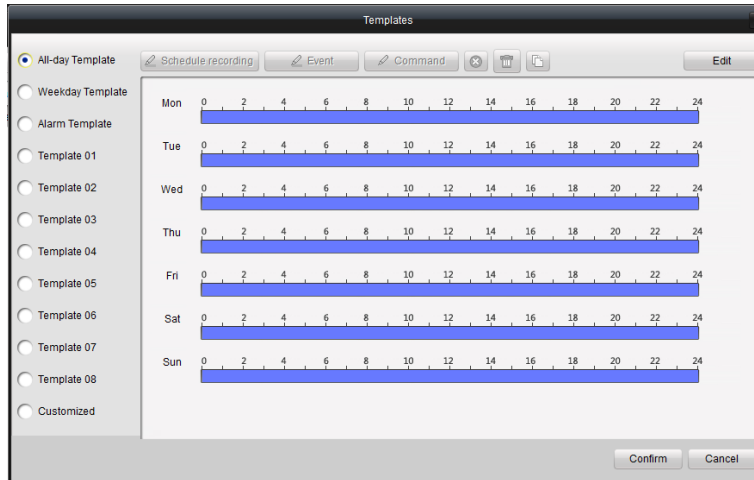 Templates
All-day Template
Schedule recording
Event
Command
Edit
Weekday Template
Alarm Template
Template 01
Template 02
Template 03
Template 04
Template 05
Template 06
Template 07
Template 08
Customized
Mon 0 2 4 6 8 10 12 14 16 18 20 22 24
Tue 0 2 4 6 8 10 12 14 16 18 20 22 24
Wed 0 2 4 6 8 10 12 14 16 18 20 22 24
Thu 0 2 4 6 8 10 12 14 16 18 20 22 24
Fri 0 2 4 6 8 10 12 14 16 18 20 22 24
Sat 0 2 4 6 8 10 12 14 16 18 20 22 24
Sun 0 2 4 6 8 10 12 14 16 18 20 22 24
Confirm
Cancel